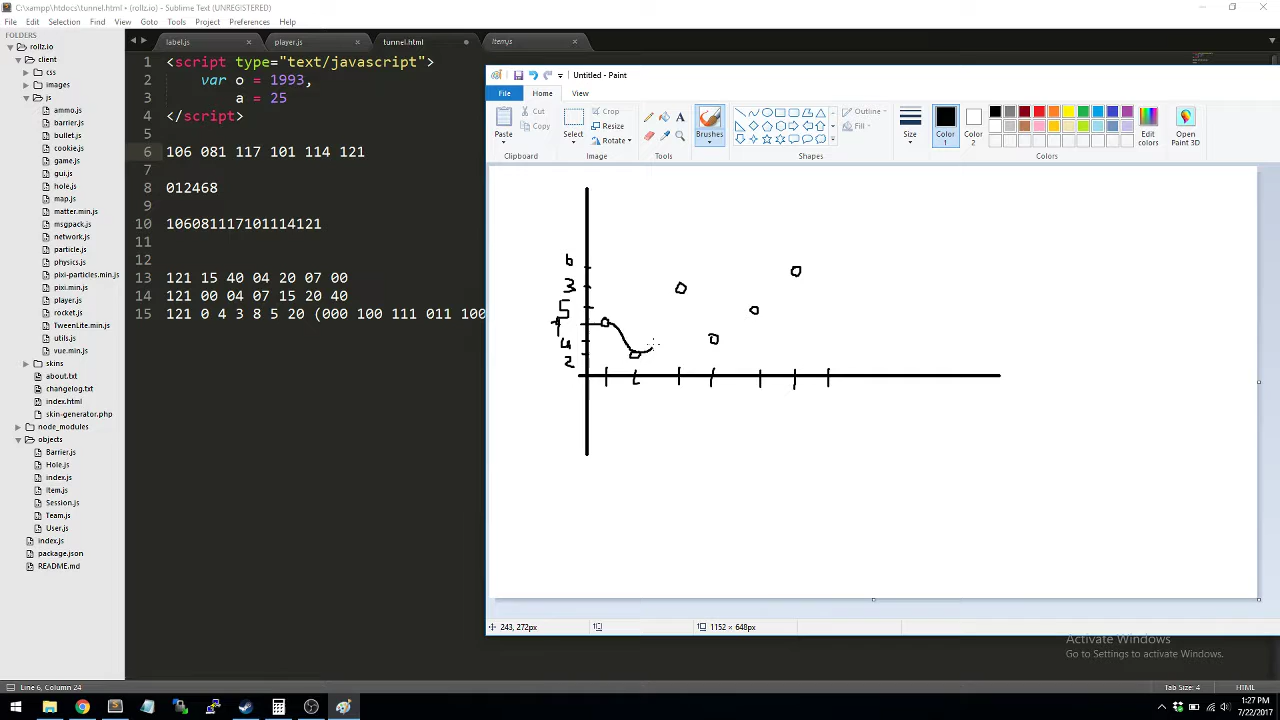 C:\xampp\htdocs\tunnel.html • (rollz.io) - Sublime Text (UNREGISTERED)
File Edit Selection Find View Goto Tools Project Preferences Help
FOLDERS
rollz.io
client
css
images
js
ammo.js
barrier.js
bullet.js
cookie.js
game.js
gui.js
hole.js
map.js
matter.min.js
msgpack.js
network.js
particle.js
physics.js
pixi-particles.min.js
pixi.min.js
player.js
rocket.js
TweenLite.min.js
utils.js
vue.min.js
skins
about.txt
changelog.txt
index.html
skin-generator.php
node_modules
objects
Barrier.js
Hole.js
index.js
Item.js
Session.js
Team.js
User.js
index.js
package.json
README.md
label.js player.js tunnel.html Item.js
1 <script type="text/javascript">
2 var o = 1993,
3 a = 25
4 </script>
5
6 106 081 117 101 114 121
7
8 012468
9
10 106081117101114121
11
12
13 121 15 40 04 20 07 00
14 121 00 04 07 15 20 40
15 121 0 4 3 8 5 20 (000 100 111 011 100
Untitled - Paint
File Home View
Paste Cut Copy Clipboard
Select Crop Resize Rotate Image
Tools
Brushes
Shapes Outline Fill
Size
Color 1 Color 2 Edit colors Colors
Open Paint 3D
6
3
5
1
4
2
243, 272px 1152 × 648px
Activate Windows
Go to Settings to activate Windows.
Line 6, Column 24 Tab Size: 4 HTML
1:27 PM
7/22/2017